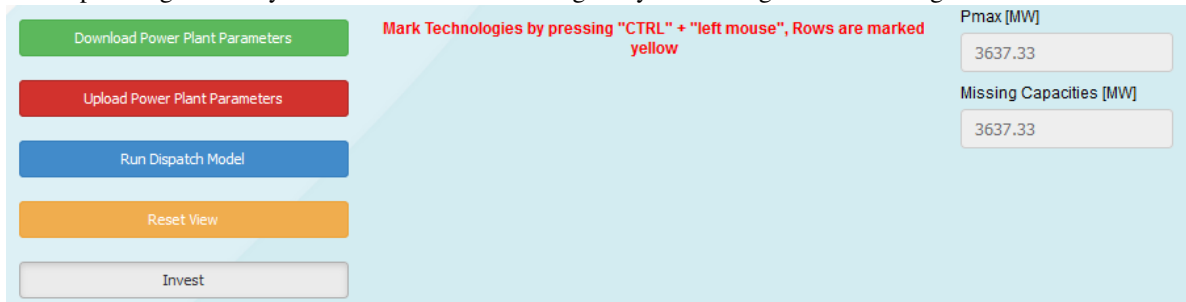 Download Power Plant Parameters
Upload Power Plant Parameters
Run Dispatch Model
Reset View
Invest
Mark Technologies by pressing "CTRL" + "left mouse", Rows are marked
yellow
Pmax [MW]
3637.33
Missing Capacities [MW]
3637.33